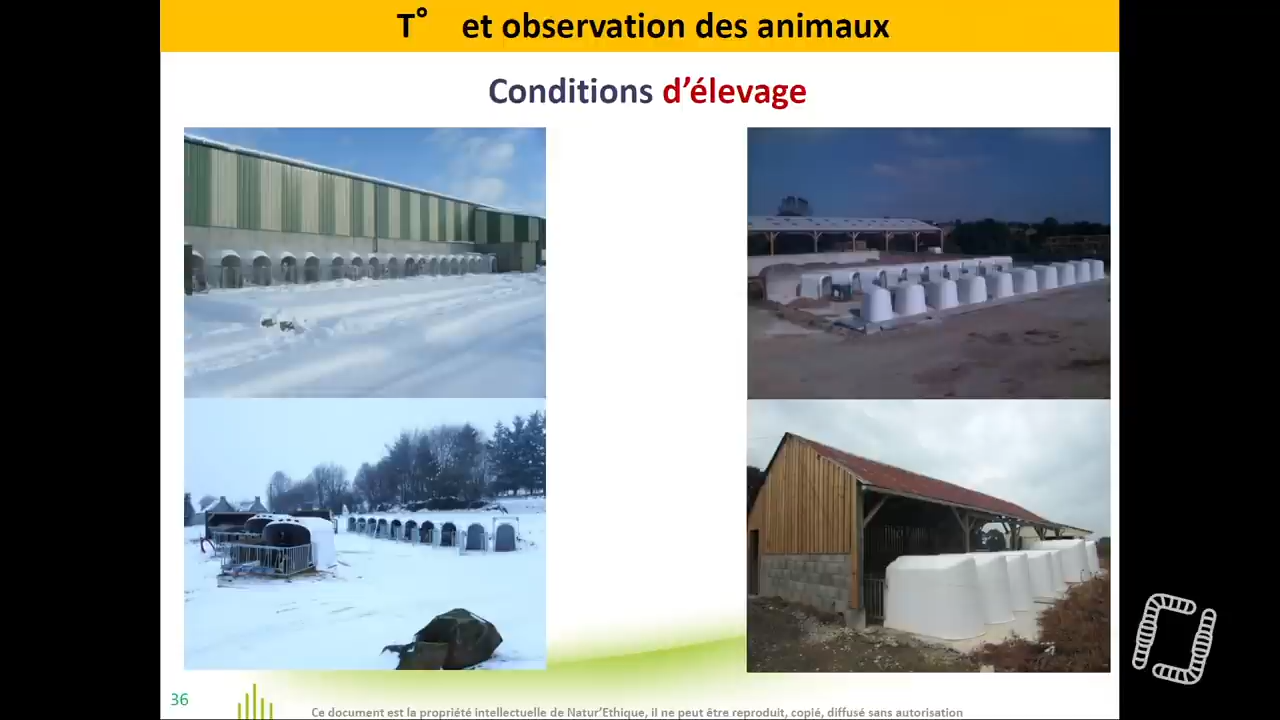 T° et observation des animaux
Conditions d’élevage
36
Ce document est la propriété intellectuelle de Natur’Ethique, il ne peut être reproduit, copié, diffusé sans autorisation